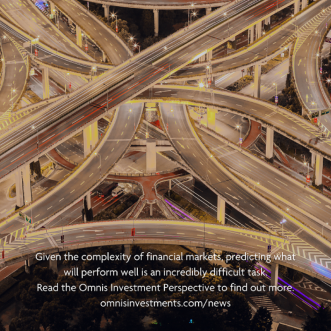 Given the complexity of financial markets, predicting what
will perform well is an incredibly difficult task.
Read the Omnis Investment Perspective to find out more.
omnisinvestments.com/news